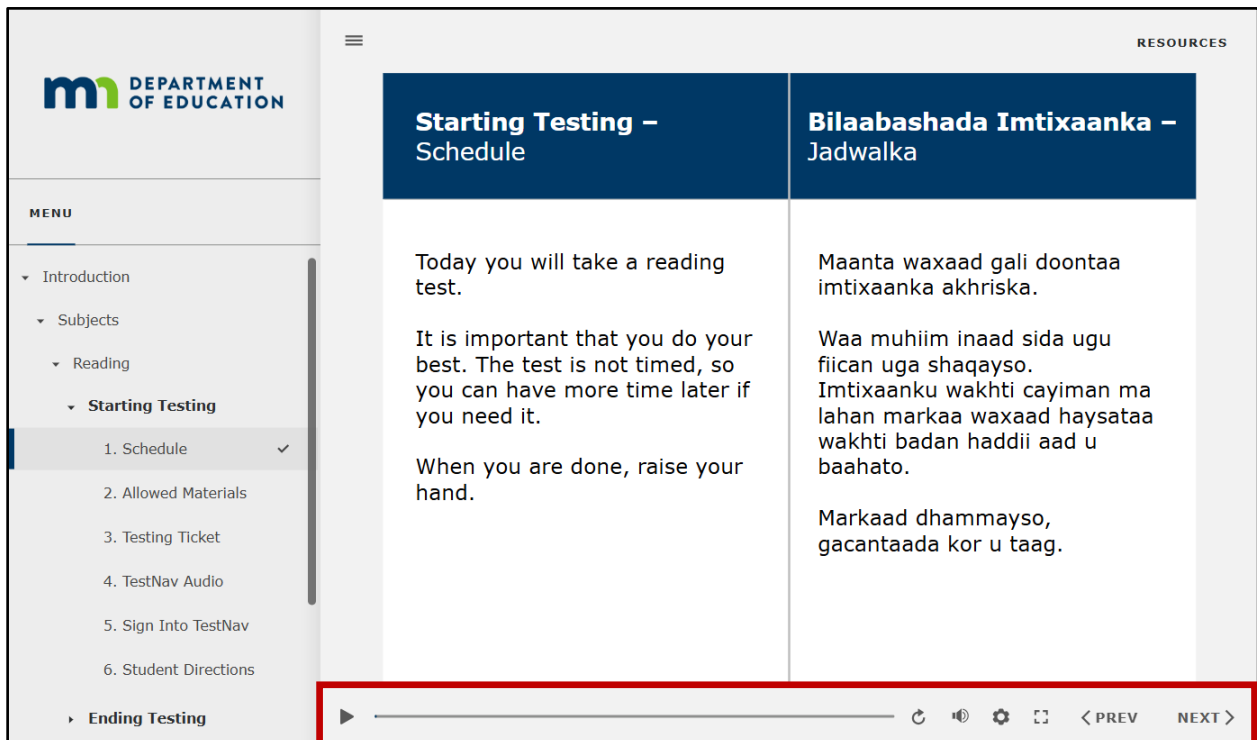 DEPARTMENT
OF EDUCATION
MENU
Introduction
Subjects
Reading
Starting Testing
1. Schedule
2. Allowed Materials
3. Testing Ticket
4. TestNav Audio
5. Sign Into TestNav
6. Student Directions
Ending Testing
RESOURCES
Starting Testing –
Schedule
Today you will take a reading
test.
It is important that you do your
best. The test is not timed, so
you can have more time later if
you need it.
When you are done, raise your
hand.
Bilaabashada Imtixaanka –
Jadwalka
Maanta waxaad gali doontaa
imtixaanka akhriska.
Waa muhiim inaad sida ugu
fiican uga shaqayso.
Imtixaanku wakhti cayiman ma
lahan markaa waxaad haysataa
wakhti badan haddii aad u
baahato.
Markaad dhammayso,
gacantaada kor u taag.
PREV
NEXT